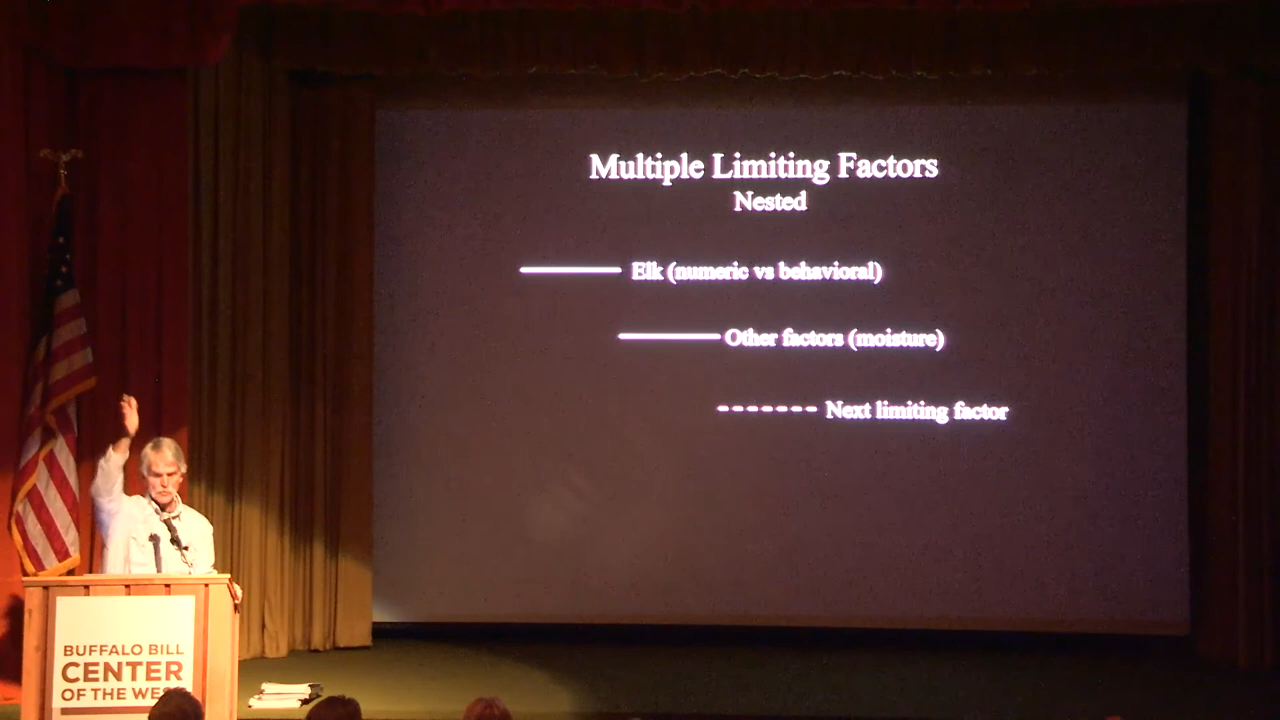 Multiple Limiting Factors
Nested
Elk (numeric vs behavioral)
Other factors (moisture)
Next limiting factor
BUFFALO BILL
CENTER
OF THE WEST